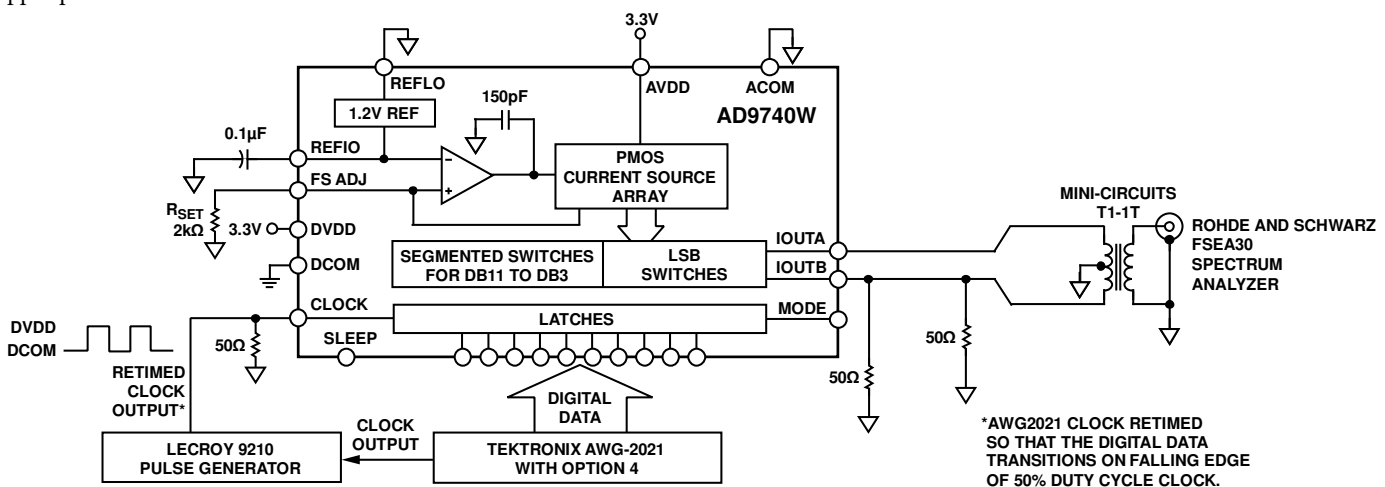 3.3V
REFLO
AVDD
ACOM
150pF
AD9740W
1.2V REF
0.1µF
REFIO
PMOS
CURRENT SOURCE
ARRAY
FS ADJ
MINI-CIRCUITS
T1-1T
RSET
2kΩ
3.3V
DVDD
ROHDE AND SCHWARZ
FSEA30
SPECTRUM
ANALYZER
IOUTA
SEGMENTED SWITCHES
FOR DB11 TO DB3
LSB
SWITCHES
DCOM
IOUTB
CLOCK
LATCHES
MODE
DVDD
DCOM
50Ω
SLEEP
50Ω
50Ω
RETIMED
CLOCK
OUTPUT*
DIGITAL
DATA
CLOCK
OUTPUT
LECROY 9210
PULSE GENERATOR
TEKTRONIX AWG-2021
WITH OPTION 4
*AWG2021 CLOCK RETIMED
SO THAT THE DIGITAL DATA
TRANSITIONS ON FALLING EDGE
OF 50% DUTY CYCLE CLOCK.